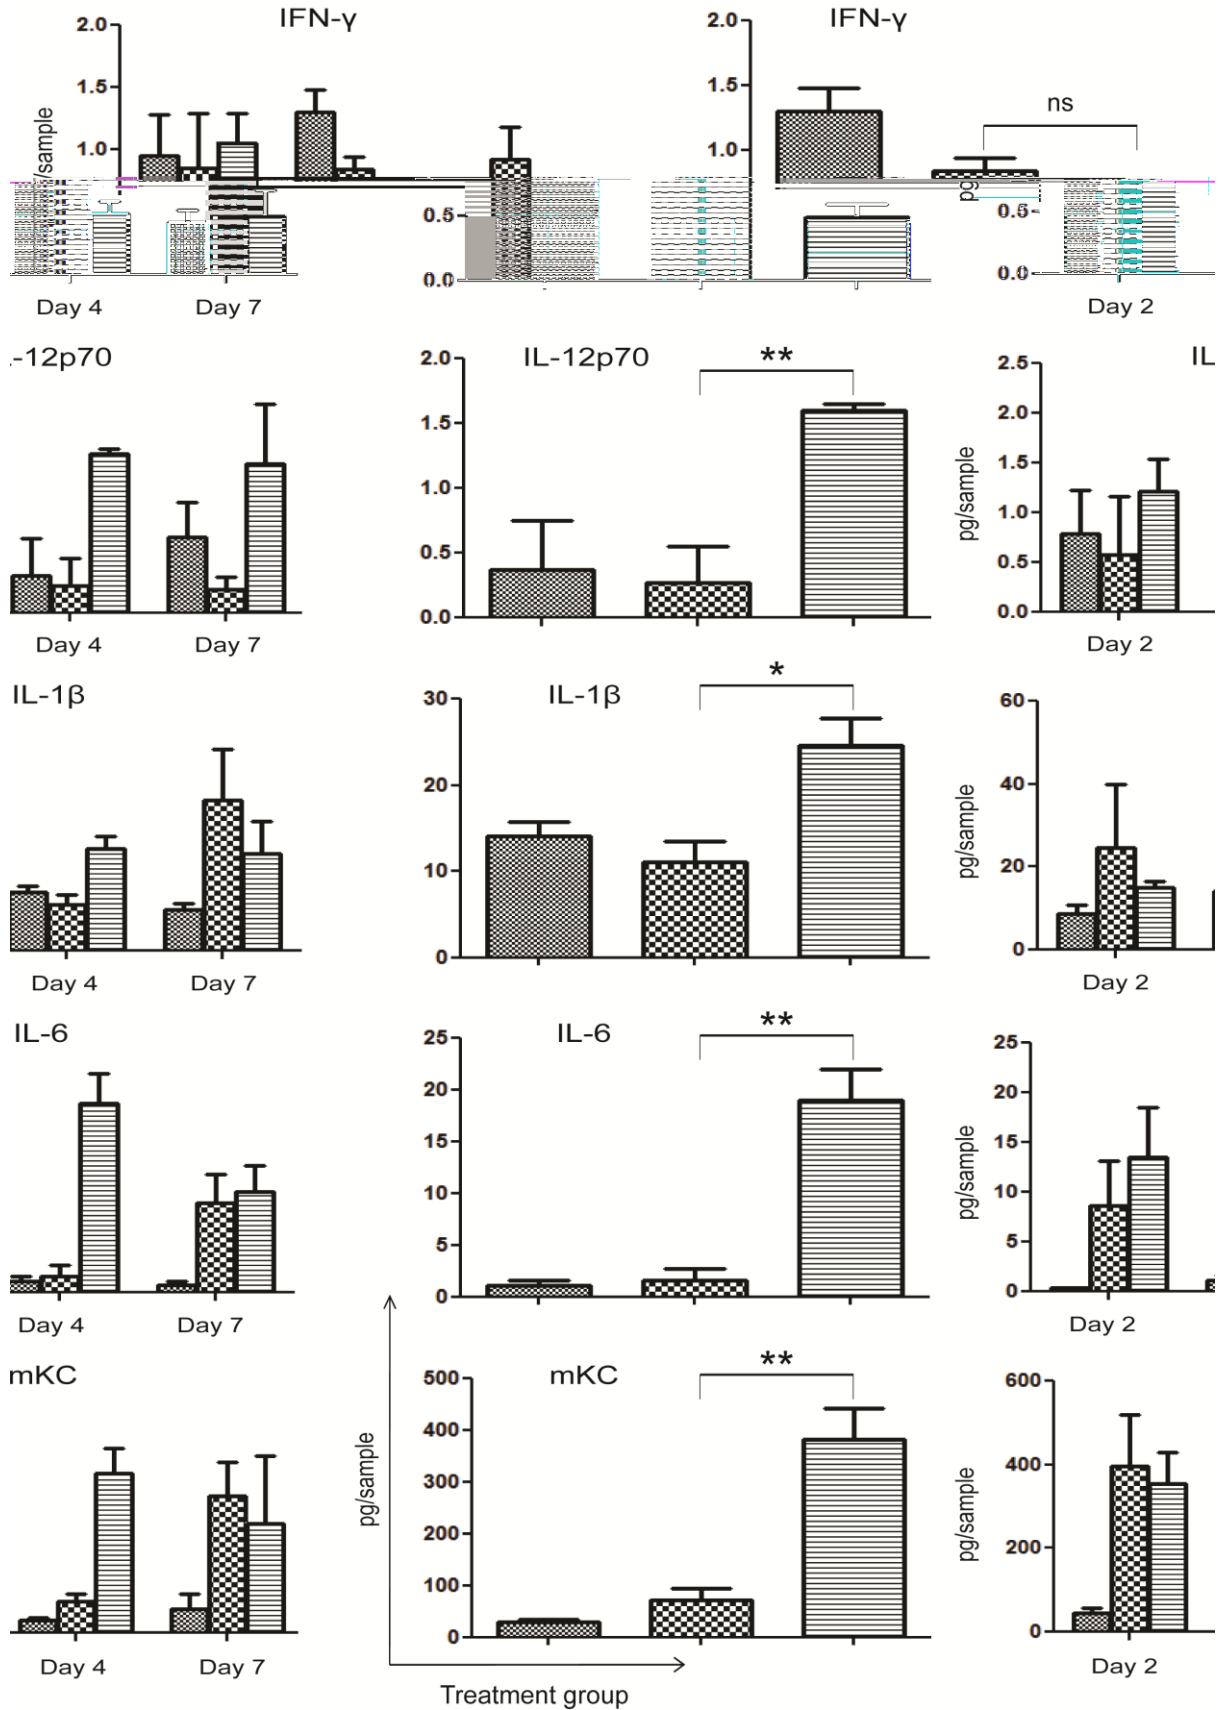 IFN-γ IFN-γ
2.0 2.0
1.5 1.5
ns
1.0 1.0
/sample
pg
0.5 0.5
0.0 0.0
Day 4 Day 7 Day 2
-12p70 IL-12p70 IL
2.0 ** 2.5
1.5 2.0
1.0 1.5
0.5 1.0
0.0 0.5
0.0
pg/sample
Day 4 Day 7 Day 2
IL-1β IL-1β
30 * 60
20 40
10 20
0 0
pg/sample
Day 4 Day 7 Day 2
IL-6 IL-6
25 ** 25
20 20
15 15
10 10
5 5
0 0
pg/sample
Day 4 Day 7 Day 2
mKC mKC
500 ** 600
400 400
300 200
200 0
100
0
pg/sample pg/sample
Day 4 Day 7 Day 2
Treatment group